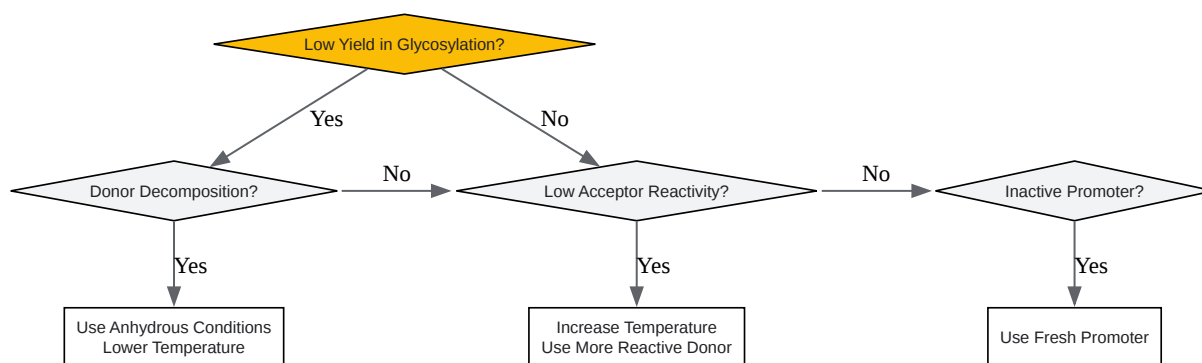 Low Yield in Glycosylation?
Yes
No
Donor Decomposition?
No
Low Acceptor Reactivity?
No
Inactive Promoter?
Yes
Yes
Yes
Use Anhydrous Conditions
Lower Temperature
Increase Temperature
Use More Reactive Donor
Use Fresh Promoter